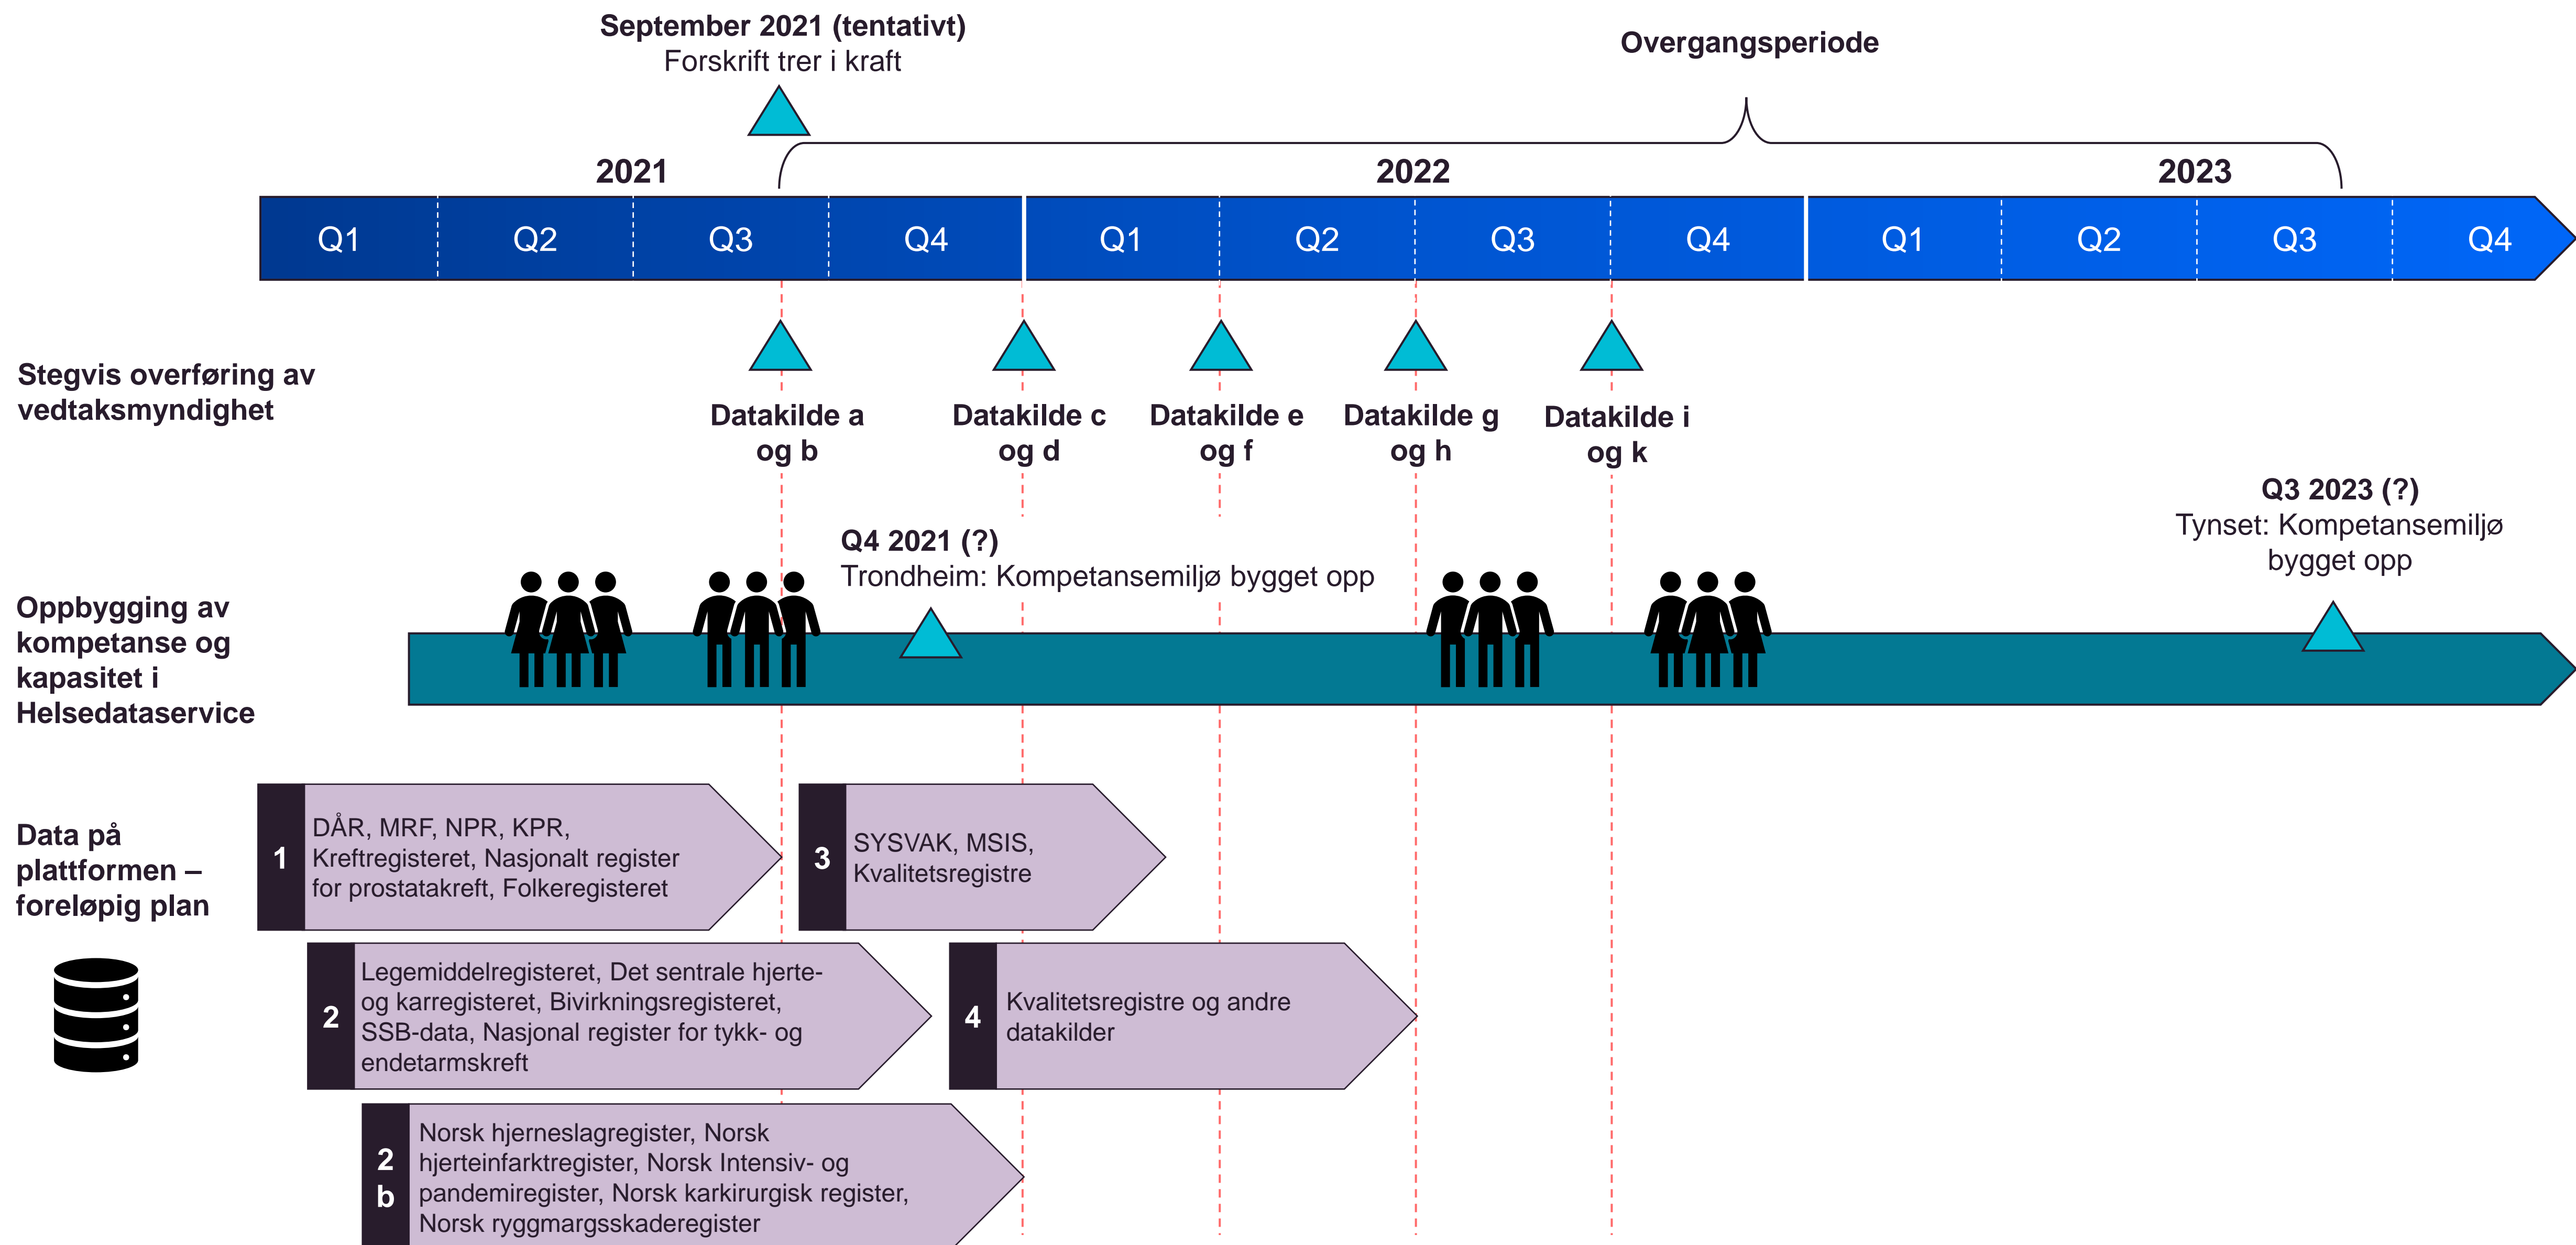 September 2021 (tentativt)
Forskrift trer i kraft
Overgangsperiode
2021
2022
2023
Q1
Q2
Q3
Q4
Q1
Q2
Q3
Q4
Q1
Q2
Q3
Q4
Stegvis overføring av
vedtaksmyndighet
Datakilde a
og b
Datakilde c
og d
Datakilde e
og f
Datakilde g
og h
Datakilde i
og k
Oppbygging av
kompetanse og
kapasitet i
Helsedataservice
Q4 2021 (?)
Trondheim: Kompetansemiljø bygget opp
Q3 2023 (?)
Tynset: Kompetansemiljø
bygget opp
Data på
plattformen –
foreløpig plan
1
DÅR, MRF, NPR, KPR,
Kreftregisteret, Nasjonalt register
for prostatakreft, Folkeregisteret
3
SYSVAK, MSIS,
Kvalitetsregistre
2
Legemiddelregisteret, Det sentrale hjerte-
og karregisteret, Bivirkningsregisteret,
SSB-data, Nasjonal register for tykk- og
endetarmskreft
4
Kvalitetsregistre og andre
datakilder
2
b
Norsk hjerneslagregister, Norsk
hjerteinfarktregister, Norsk Intensiv- og
pandemiregister, Norsk karkirurgisk register,
Norsk ryggmargsskaderegister